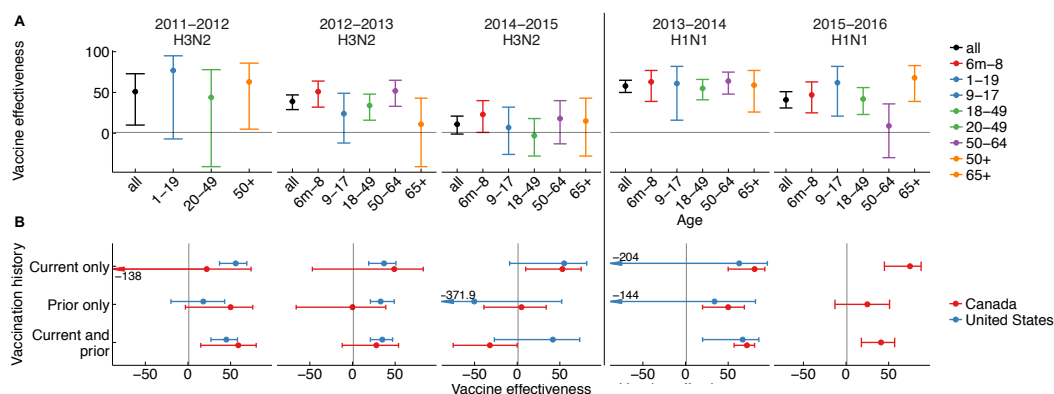 A
2011–2012
H3N2
2012–2013
H3N2
2014–2015
H3N2
2013–2014
H1N1
2015–2016
H1N1
Vaccine effectiveness
100
50
0
all
1–19
20–49
50+
all
6m–8
9–17
18–49
50–64
65+
all
6m–8
9–17
18–49
50–64
65+
all
6m–8
9–17
18–49
50–64
65+
all
6m–8
9–17
18–49
50–64
65+
Age
all
6m–8
1–19
9–17
18–49
20–49
50–64
50+
65+
B
Vaccination history
Current only
Prior only
Current and
prior
−138
−371.9
−204
−144
−50 0 50
−50 0 50
−50 0 50
−50 0 50
−50 0 50
Vaccine effectiveness
Canada
United States